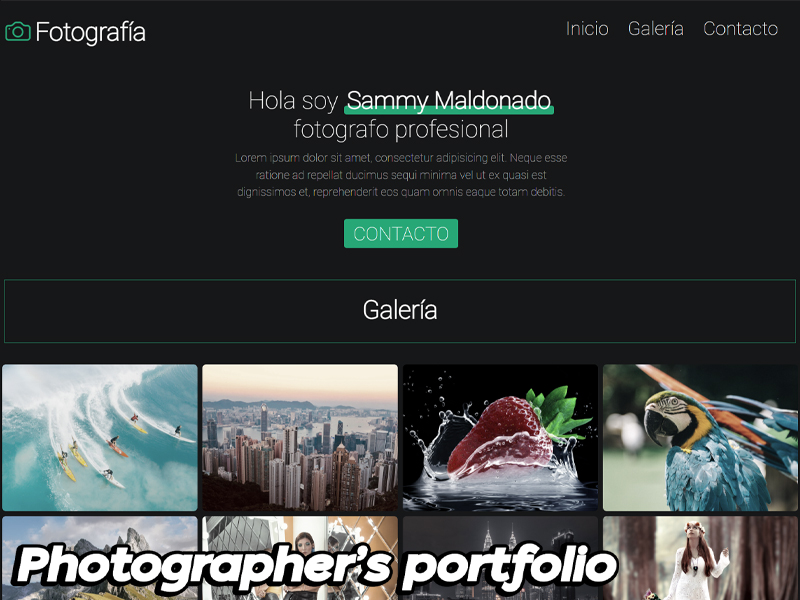 Fotografía
Inicio Galería Contacto
Hola soy Sammy Maldonado
fotografo profesional
Lorem ipsum dolor sit amet, consectetur adipisicing elit. Neque esse
ratione ad repellat ducimus sequi minima vel ut ex quasi est
dignissimos et, reprehenderit eos quam omnis eaque totam debitis.
CONTACTO
Galería
Photographer's portfolio